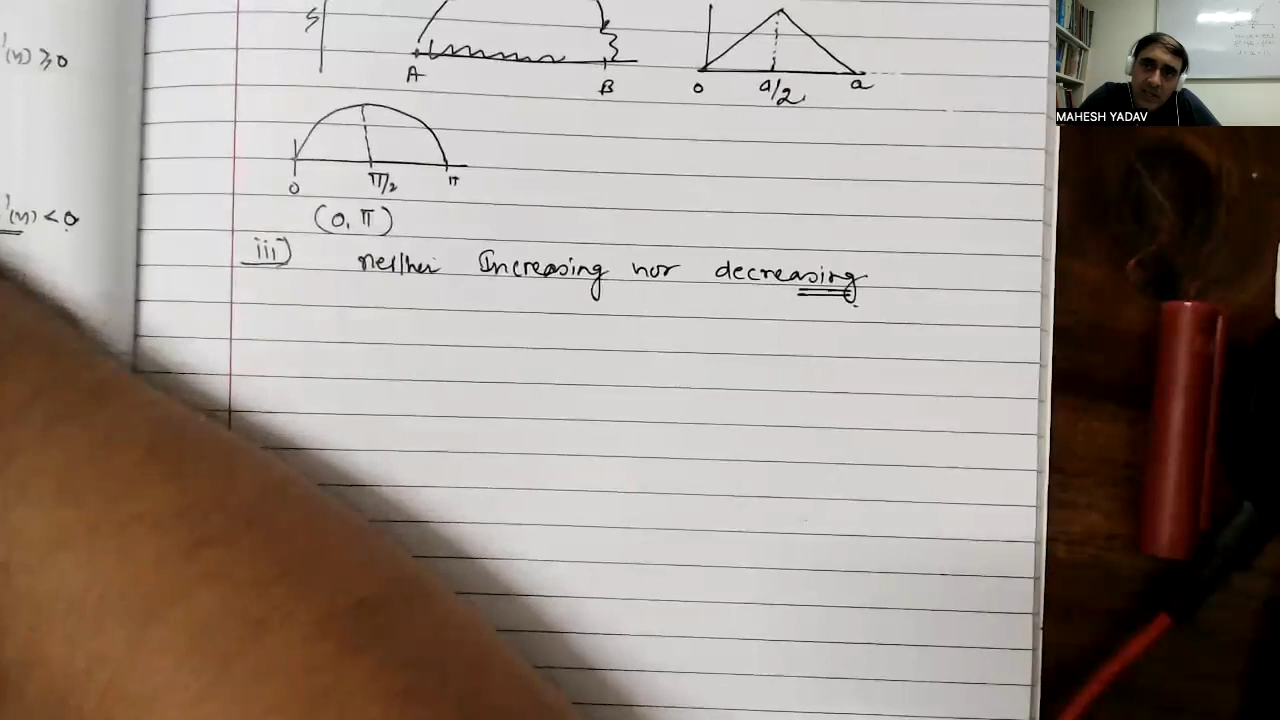 '(x) ≥ 0
A
B
0 a/2 a
0 π/2 π
'(x) < 0
(0, π)
iii) neither Increasing nor decreasing
MAHESH YADAV